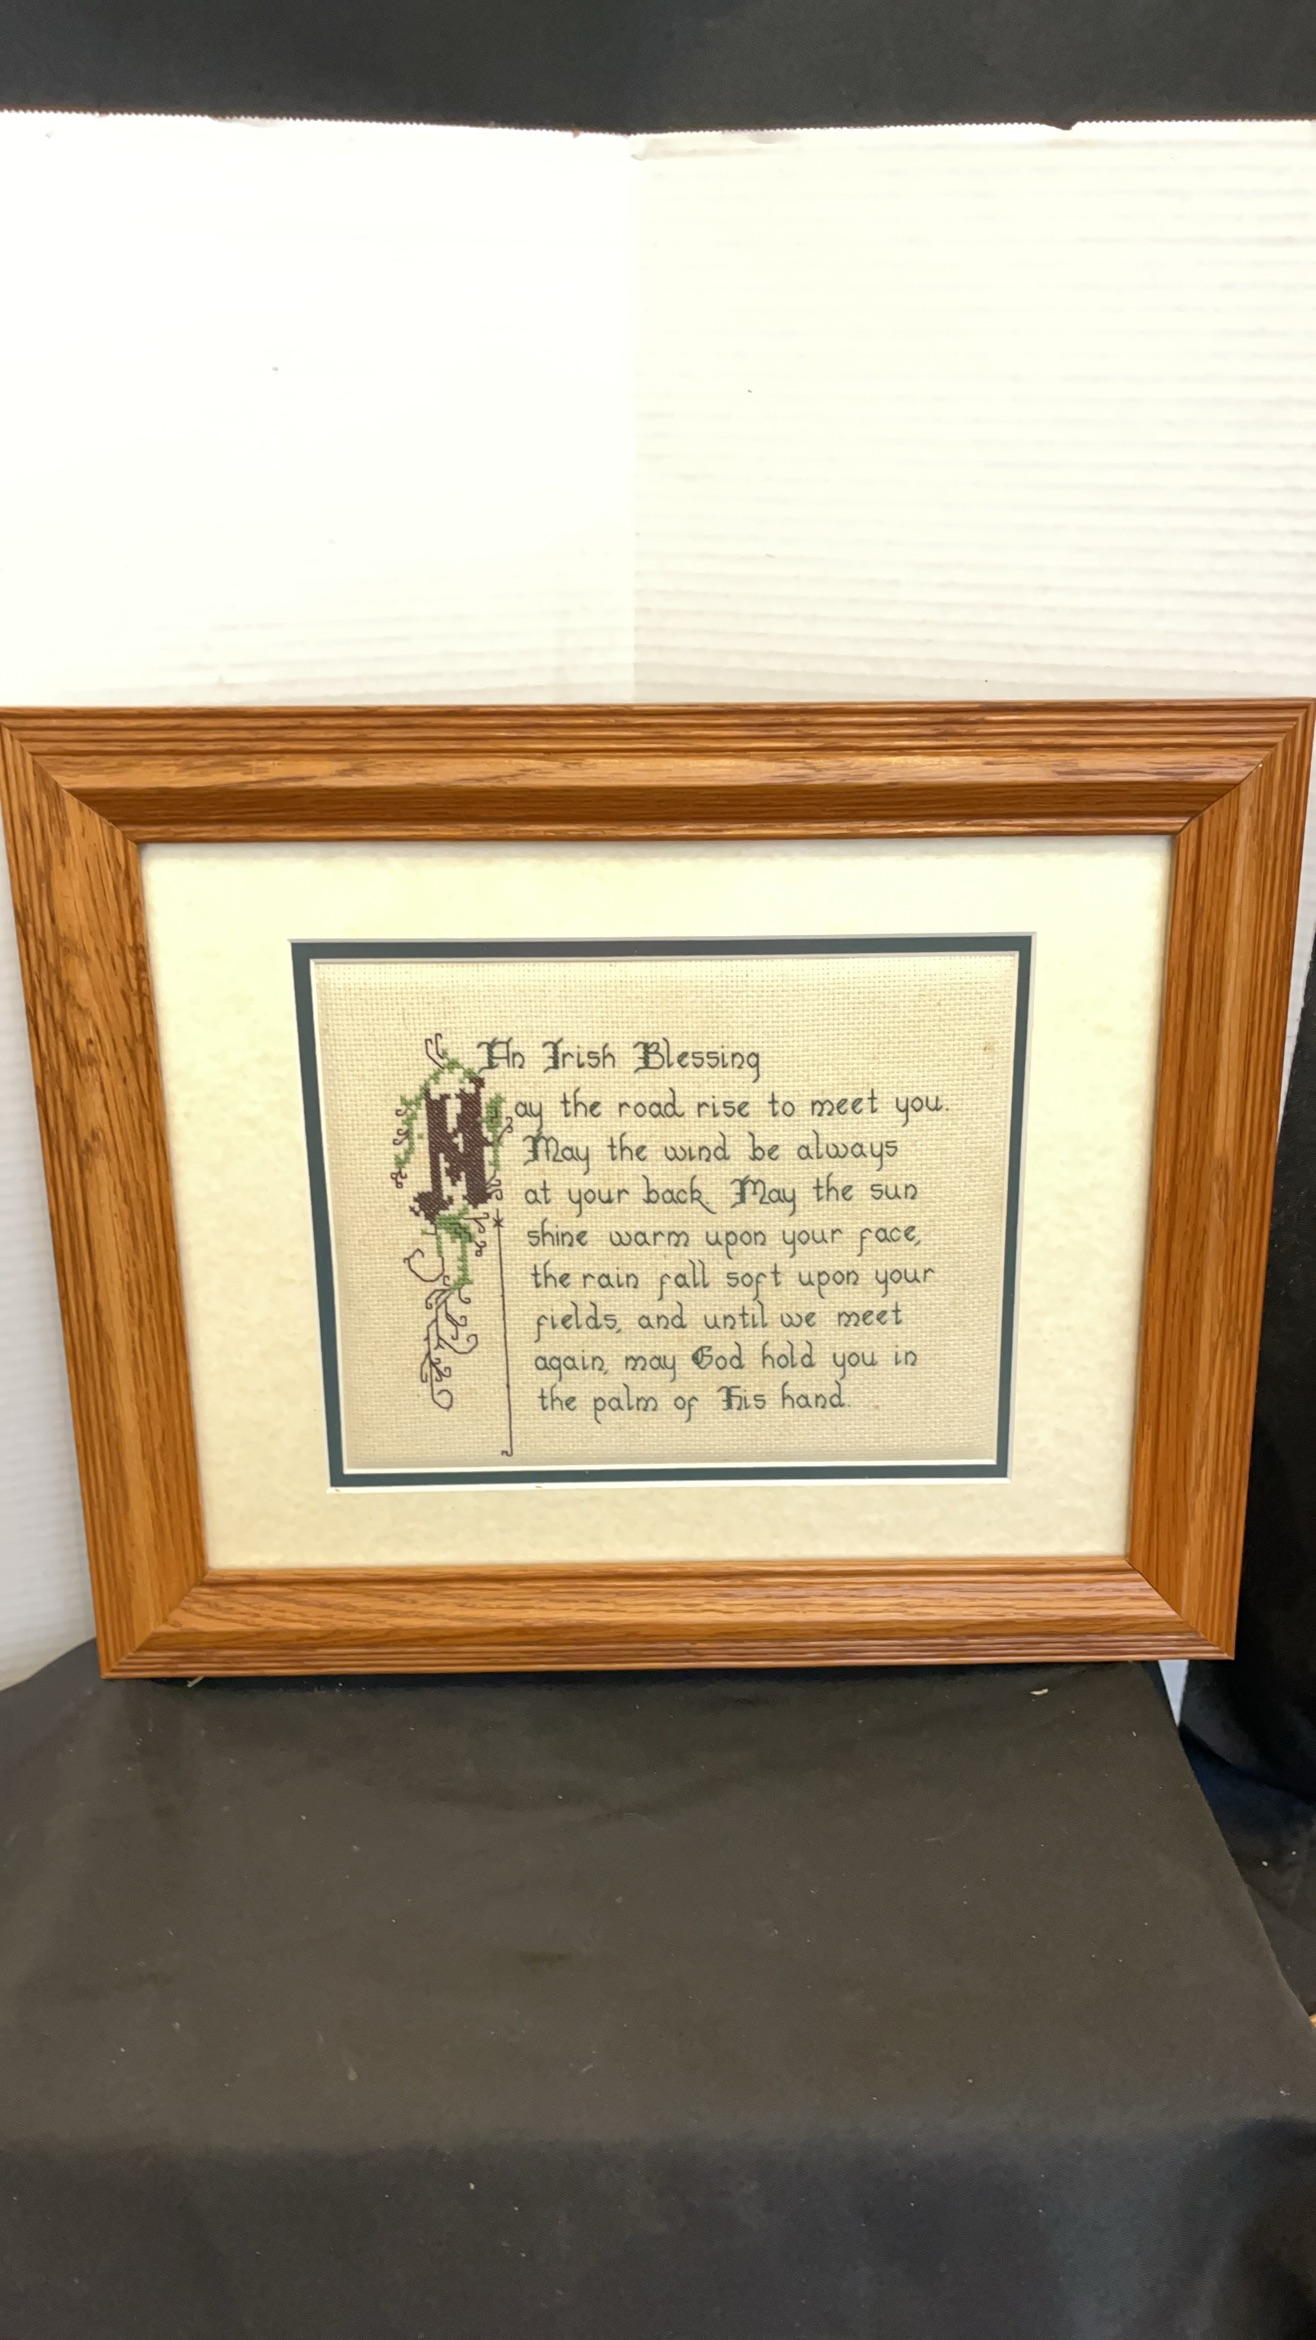 An Irish Blessing
May the road rise to meet you.
May the wind be always
at your back May the sun
shine warm upon your face,
the rain fall soft upon your
fields, and until we meet
again, may God hold you in
the palm of His hand.